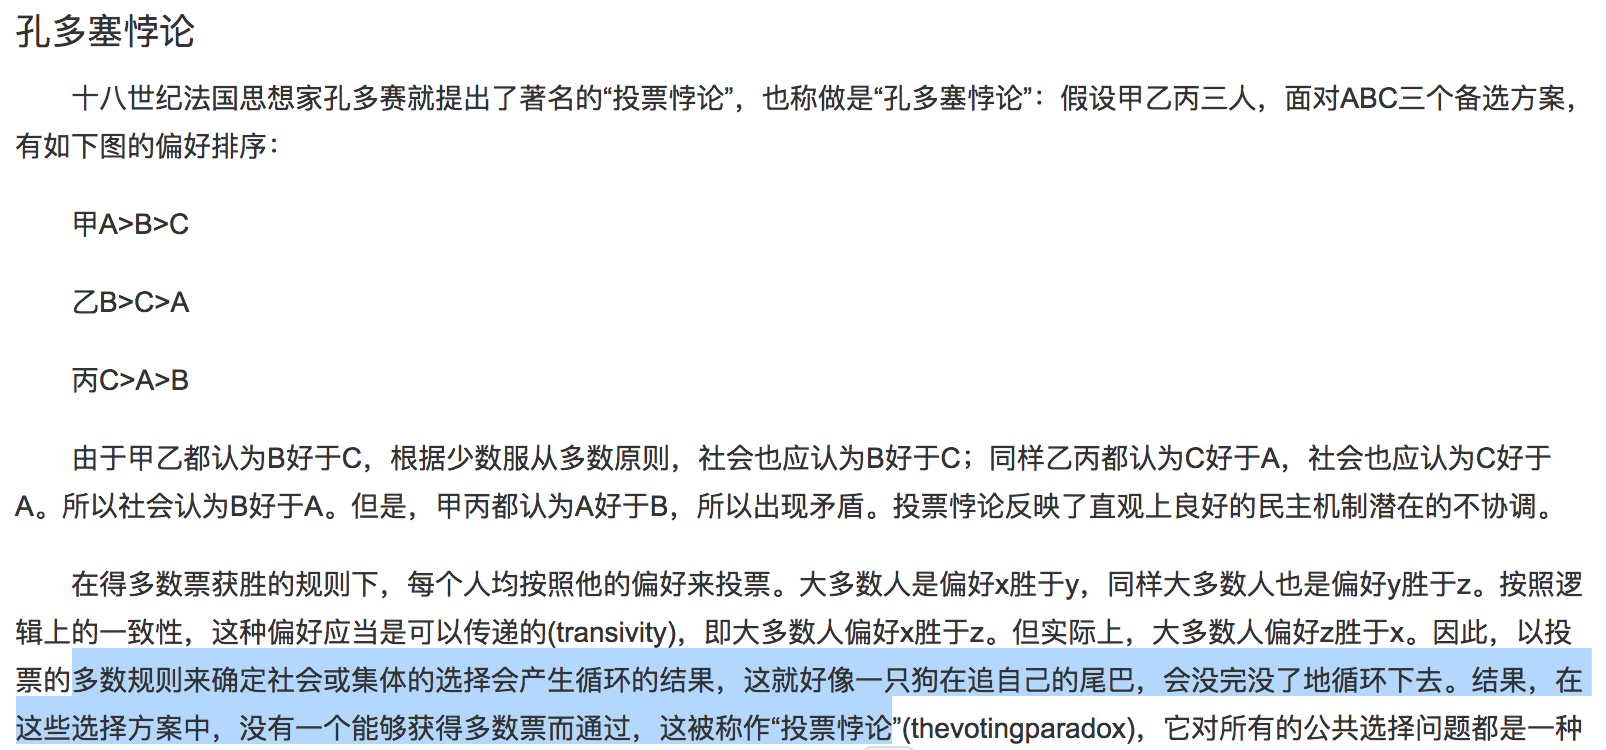 孔多塞悖论
十八世纪法国思想家孔多赛就提出了著名的“投票悖论”，也称做是“孔多塞悖论”：假设甲乙丙三人，面对ABC三个备选方案，
有如下图的偏好排序：
甲A>B>C
乙B>C>A
丙C>A>B
由于甲乙都认为B好于C，根据少数服从多数原则，社会也应认为B好于C；同样乙丙都认为C好于A，社会也应认为C好于
A。所以社会认为B好于A。但是，甲丙都认为A好于B，所以出现矛盾。投票悖论反映了直观上良好的民主机制潜在的不协调。
在得多数票获胜的规则下，每个人均按照他的偏好来投票。大多数人是偏好x胜于y，同样大多数人也是偏好y胜于z。按照逻
辑上的一致性，这种偏好应当是可以传递的(transivity)，即大多数人偏好x胜于z。但实际上，大多数人偏好z胜于x。因此，以投
票的多数规则来确定社会或集体的选择会产生循环的结果，这就好像一只狗在追自己的尾巴，会没完没了地循环下去。结果，在
这些选择方案中，没有一个能够获得多数票而通过，这被称作“投票悖论”(thevotingparadox)，它对所有的公共选择问题都是一种